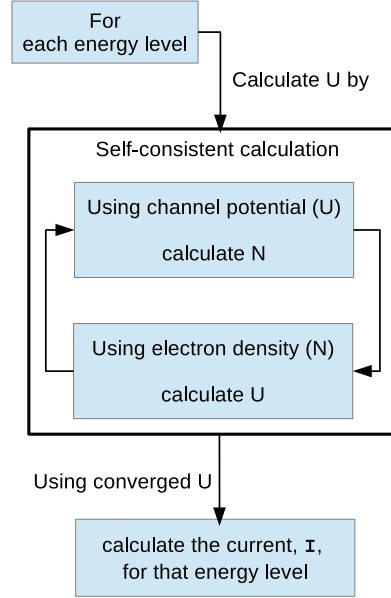 For
each energy level
Calculate U by
Self-consistent calculation
Using channel potential (U)
calculate N
Using electron density (N)
calculate U
Using converged U
calculate the current, I,
for that energy level